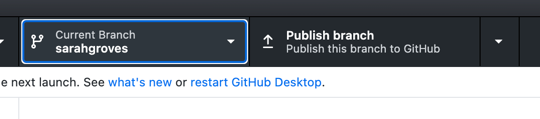 Current Branch
sarahgroves
Publish branch
Publish this branch to GitHub
e next launch. See what's new or restart GitHub Desktop.